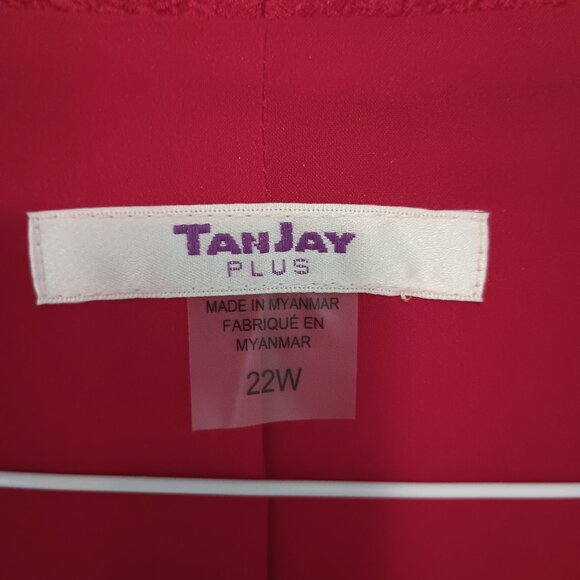 TANJAY
PLUS
MADE IN MYANMAR
FABRIQUÉ EN
MYANMAR
22W